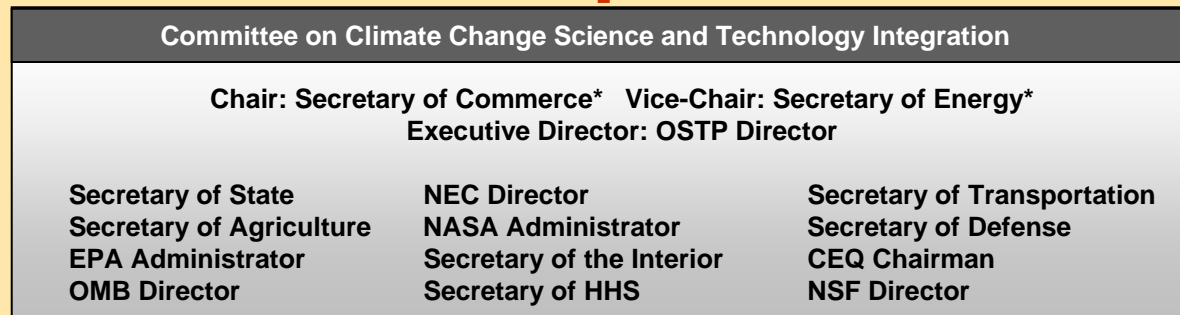 Committee on Climate Change Science and Technology Integration
Chair: Secretary of Commerce* Vice-Chair: Secretary of Energy*
Executive Director: OSTP Director
Secretary of State NEC Director Secretary of Transportation
Secretary of Agriculture NASA Administrator Secretary of Defense
EPA Administrator Secretary of the Interior CEQ Chairman
OMB Director Secretary of HHS NSF Director